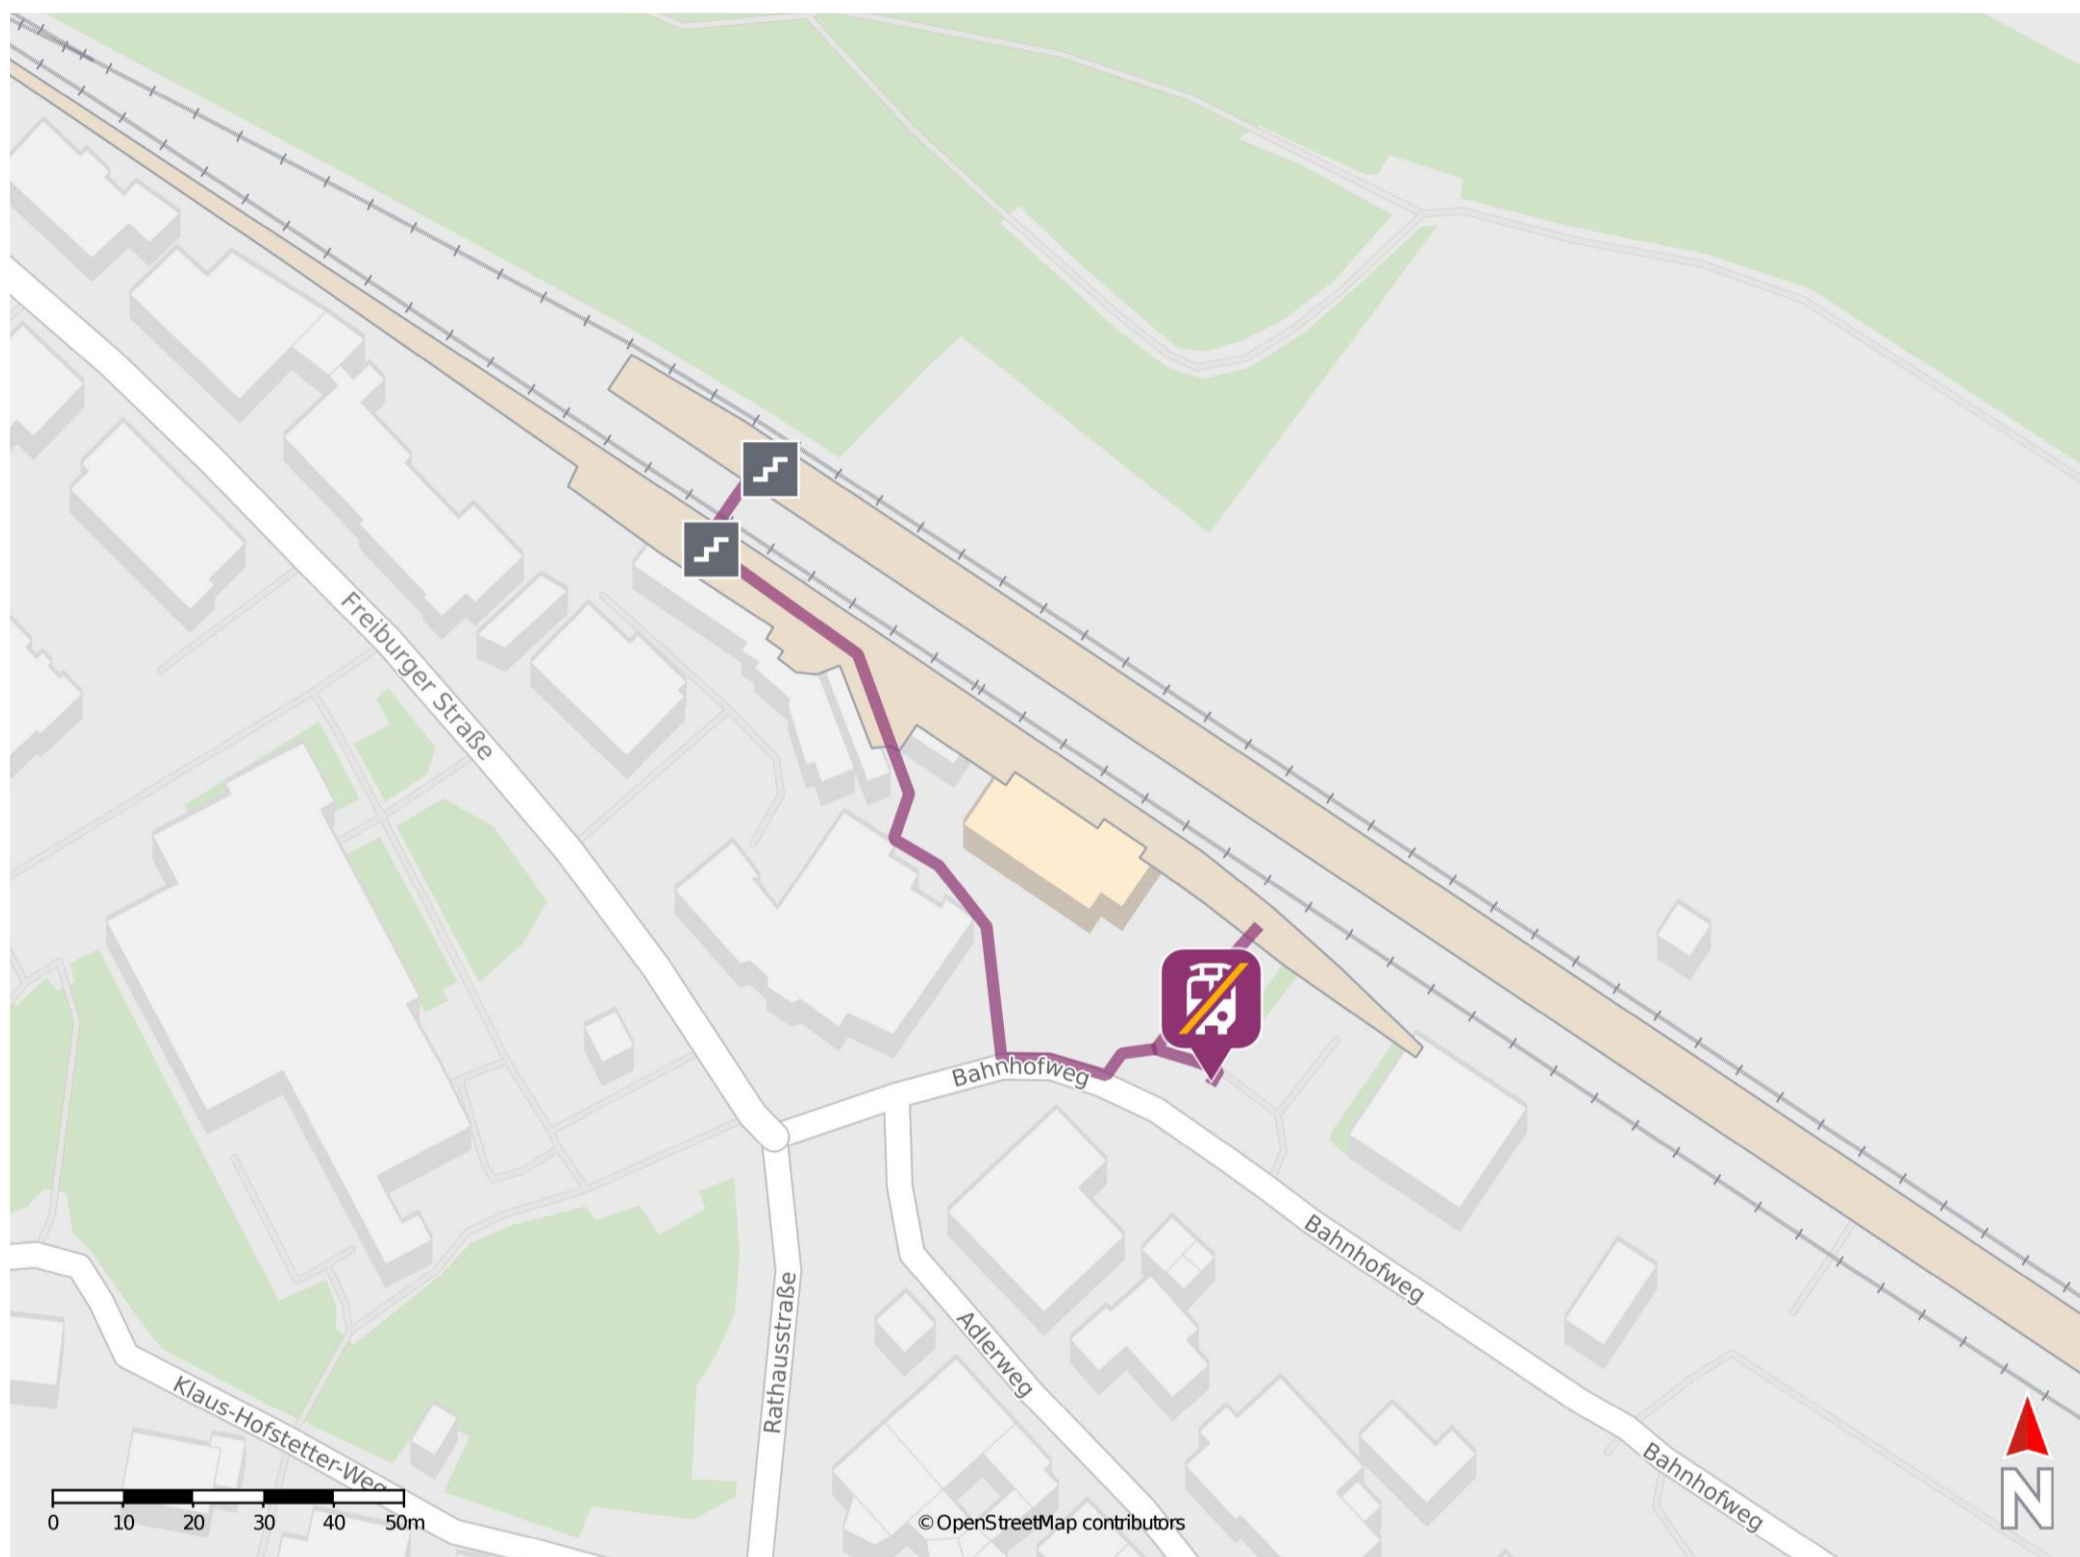 Freiburger Straße
Bahnhofweg
Bahnhofweg
Rathausstraße
Adlerweg
Klaus-Hofstetter-Weg
Bahnhofweg
N
0 10 20 30 40 50m
© OpenStreetMap contributors